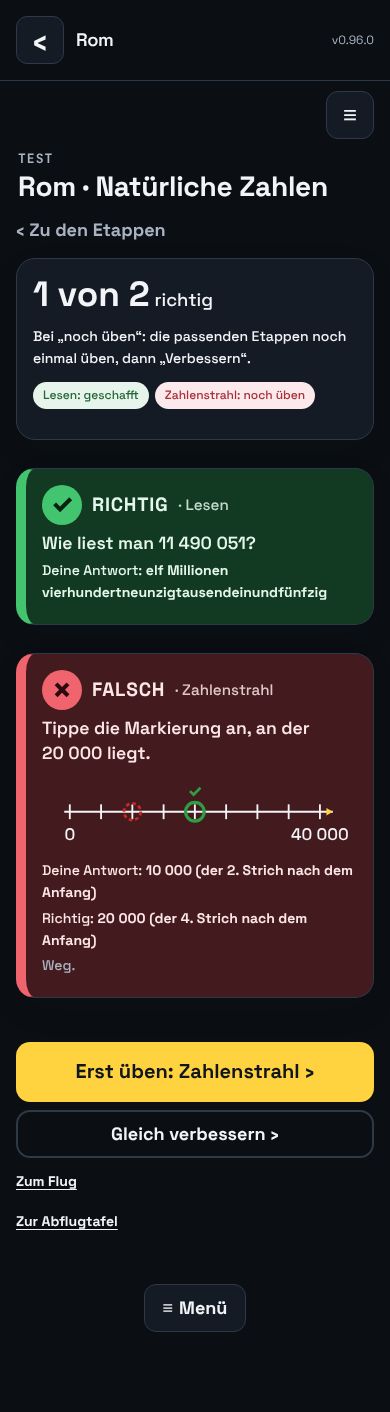 < Rom v0.96.0
≡
TEST
Rom · Natürliche Zahlen
< Zu den Etappen
1 von 2 richtig
Bei „noch üben“: die passenden Etappen noch
einmal üben, dann „Verbessern“.
Lesen: geschafft Zahlenstrahl: noch üben
RICHTIG · Lesen
Wie liest man 11 490 051?
Deine Antwort: elf Millionen
vierhundertneunzigtausendeinundfünfzig
FALSCH · Zahlenstrahl
Tippe die Markierung an, an der
20 000 liegt.
0 40 000
Deine Antwort: 10 000 (der 2. Strich nach dem
Anfang)
Richtig: 20 000 (der 4. Strich nach dem
Anfang)
Weg.
Erst üben: Zahlenstrahl >
Gleich verbessern >
Zum Flug
Zur Abflugtafel
≡ Menü